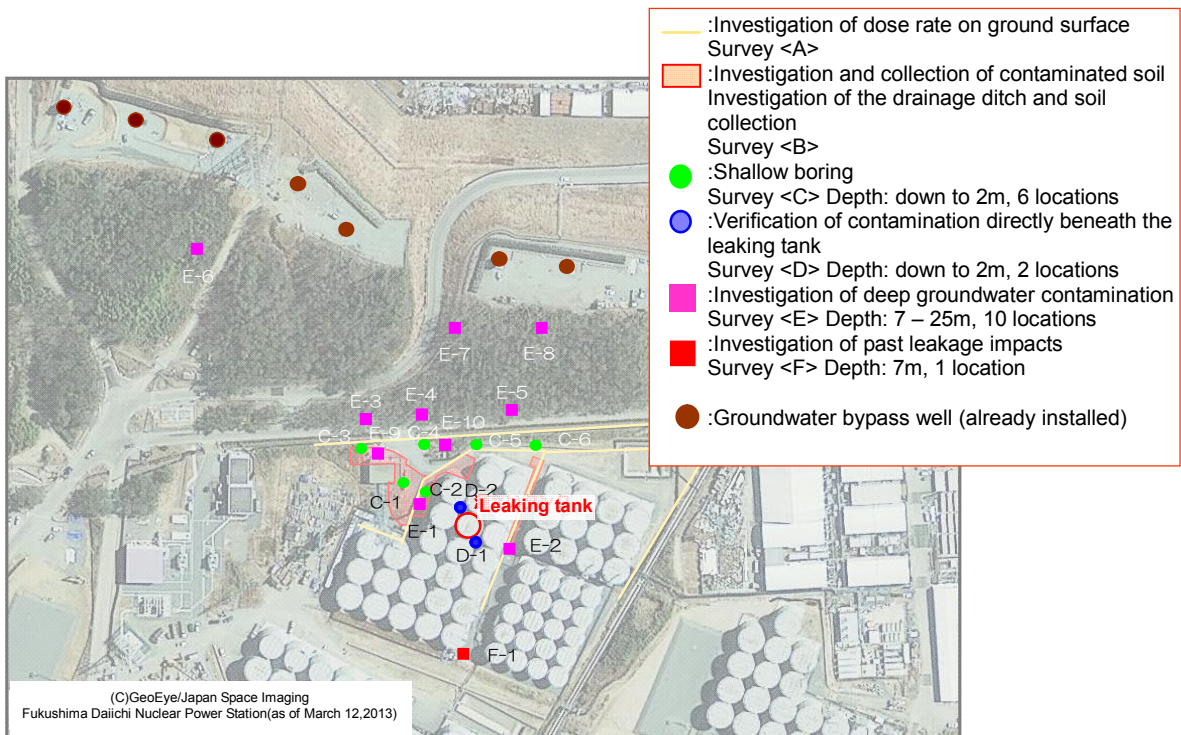 :Investigation of dose rate on ground surface
Survey <A>
:Investigation and collection of contaminated soil
Investigation of the drainage ditch and soil
collection
Survey <B>
:Shallow boring
Survey <C> Depth: down to 2m, 6 locations
:Verification of contamination directly beneath the
leaking tank
Survey <D> Depth: down to 2m, 2 locations
:Investigation of deep groundwater contamination
Survey <E> Depth: 7 – 25m, 10 locations
:Investigation of past leakage impacts
Survey <F> Depth: 7m, 1 location
:Groundwater bypass well (already installed)
E-6
E-7
E-8
E-3
E-4
E-5
E-9
E-10
C-3
C-4
C-5
C-6
C-1
C-2
D-2
Leaking tank
E-1
D-1
E-2
F-1
(C)GeoEye/Japan Space Imaging
Fukushima Daiichi Nuclear Power Station(as of March 12,2013)